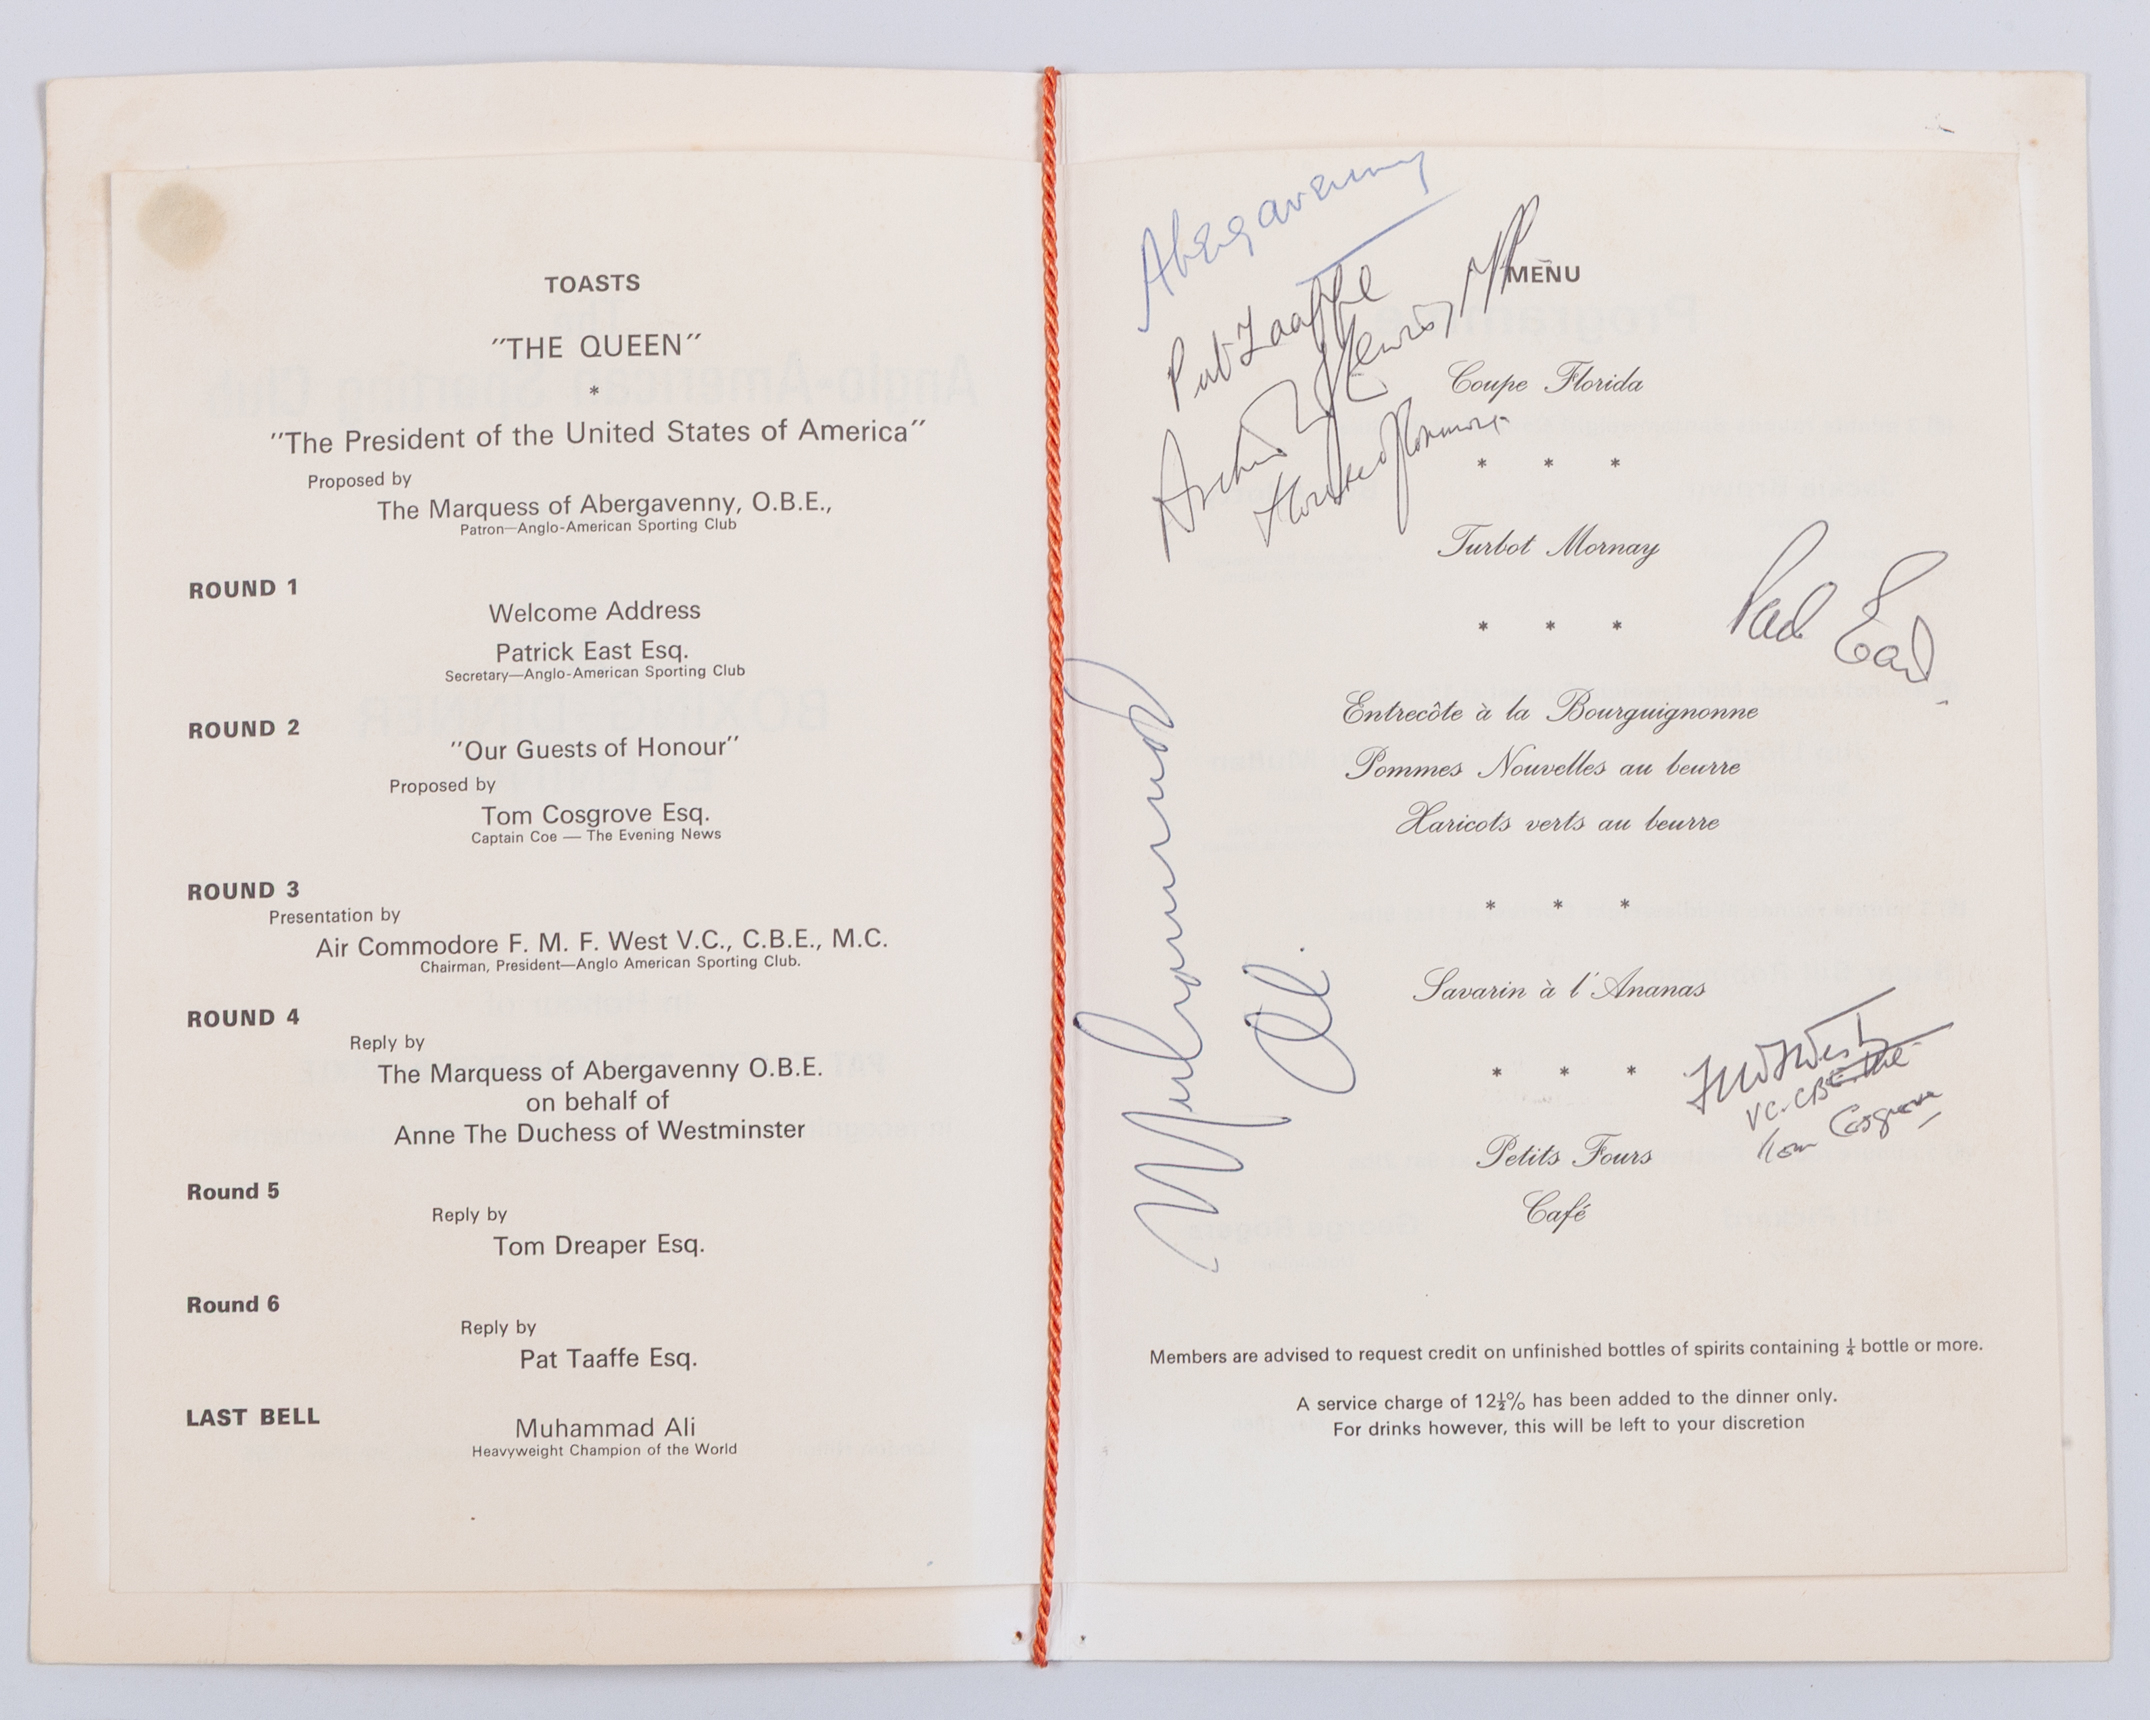 TOASTS
"THE QUEEN"
*
"The President of the United States of America"
Proposed by
The Marquess of Abergavenny, O.B.E.,
Patron—Anglo-American Sporting Club
ROUND 1
Welcome Address
Patrick East Esq.
Secretary—Anglo-American Sporting Club
ROUND 2
"Our Guests of Honour"
Proposed by
Tom Cosgrove Esq.
Captain Coe — The Evening News
ROUND 3
Presentation by
Air Commodore F. M. F. West V.C., C.B.E., M.C.
Chairman, President—Anglo American Sporting Club.
ROUND 4
Reply by
The Marquess of Abergavenny O.B.E.
on behalf of
Anne The Duchess of Westminster
Round 5
Reply by
Tom Dreaper Esq.
Round 6
Reply by
Pat Taaffe Esq.
LAST BELL
Muhammad Ali
Heavyweight Champion of the World
Abergavenny
Pat Taaffe
MENU
Coupe Florida
* * *
Turbot Mornay
* * *
Entrecôte à la Bourguignonne
Pommes Nouvelles au beurre
Haricots verts au beurre
* * *
Savarin à l'Ananas
* * *
Petits Fours
Café
Muhammad
Ali
West
VC. CBE. MC
Tom Cosgrove
Members are advised to request credit on unfinished bottles of spirits containing ¼ bottle or more.
A service charge of 12½% has been added to the dinner only.
For drinks however, this will be left to your discretion